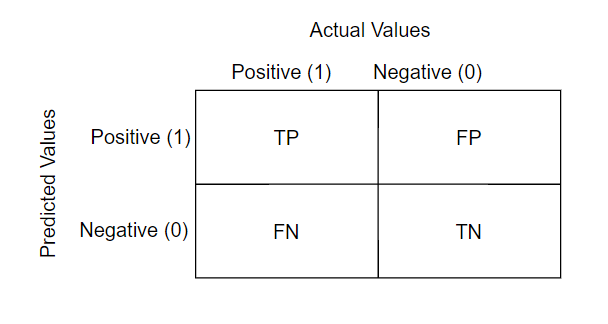 Actual Values
Positive (1) Negative (0)
Predicted Values
Positive (1) TP FP
Negative (0) FN TN